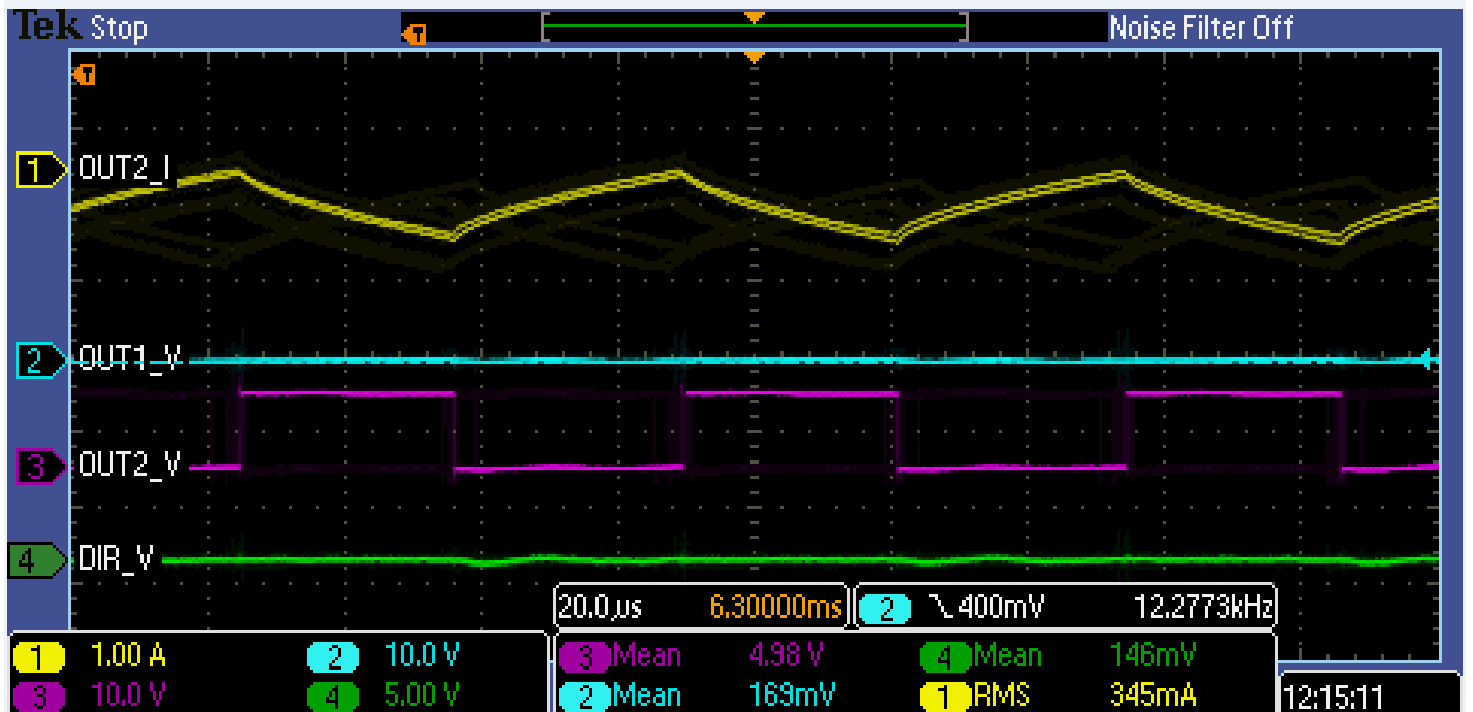 Tek Stop Noise Filter Off
T
T
1 OUT2_I
2 OUT1_V
3 OUT2_V
4 DIR_V
20.0µs 6.30000ms 2 400mV 12.2773kHz
1 1.00 A 2 10.0 V 3 Mean 4.98 V 4 Mean 146mV
3 10.0 V 4 5.00 V 2 Mean 169mV 1 RMS 345mA 12:15:11